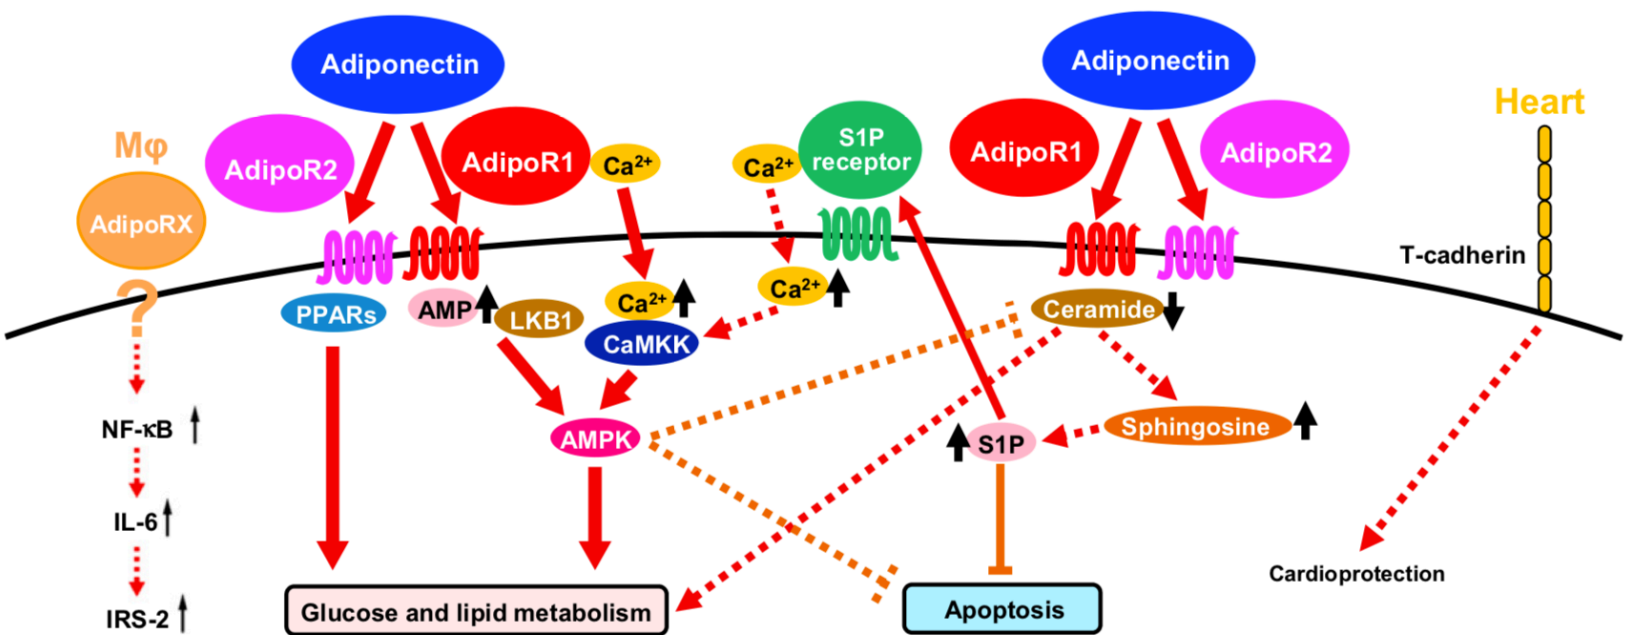 Adiponectin
Adiponectin
Heart
Mφ
AdipoR2
AdipoR1
Ca2+
Ca2+
S1P
receptor
AdipoR1
AdipoR2
AdipoRX
T-cadherin
?
PPARs
AMP
LKB1
Ca2+
Ca2+
Ceramide
CaMKK
NF-κB
AMPK
S1P
Sphingosine
IL-6
Cardioprotection
IRS-2
Glucose and lipid metabolism
Apoptosis